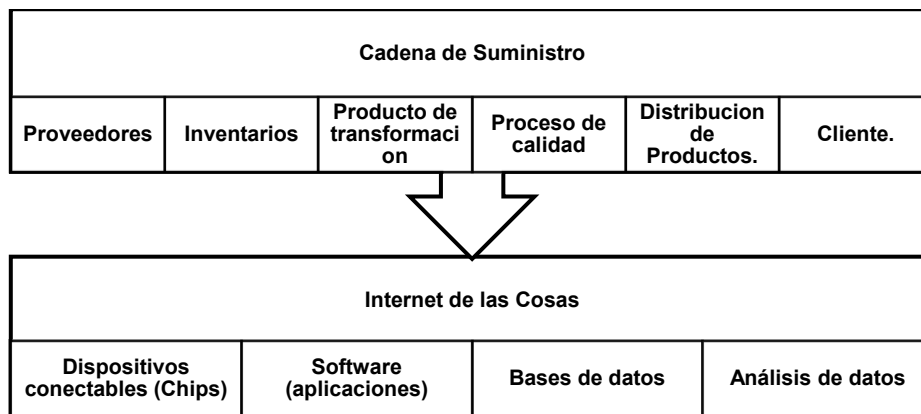 Cadena de Suministro
Proveedores
Inventarios
Producto de
transformaci
on
Proceso de
calidad
Distribucion
de
Productos.
Cliente.
Internet de las Cosas
Dispositivos
conectables (Chips)
Software
(aplicaciones)
Bases de datos
Análisis de datos